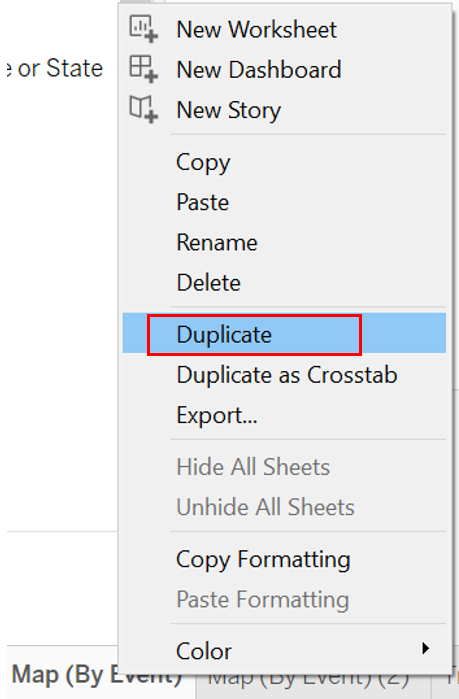 New Worksheet
e or State
New Dashboard
New Story
Copy
Paste
Rename
Delete
Duplicate
Duplicate as Crosstab
Export...
Hide All Sheets
Unhide All Sheets
Copy Formatting
Paste Formatting
Color
Map (By Event)
Map (By Event) (2)